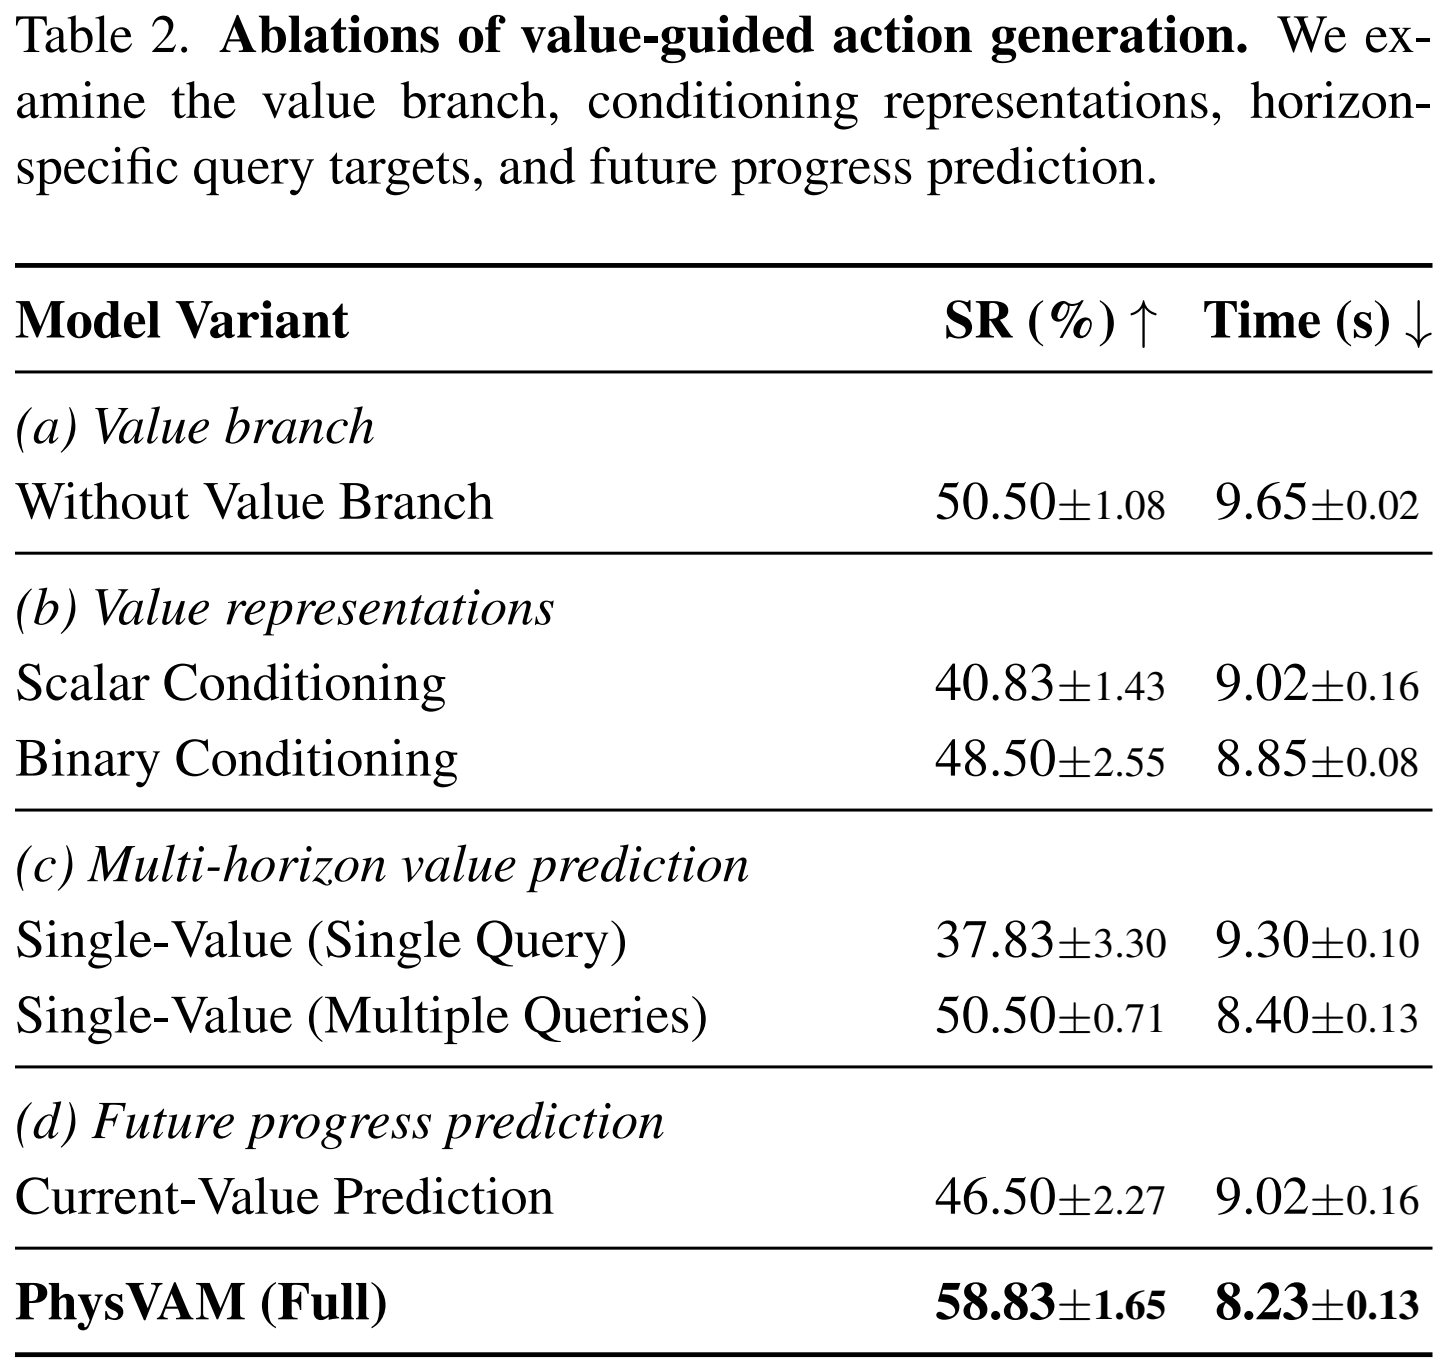 Table 2. Ablations of value-guided action generation. We ex-
amine the value branch, conditioning representations, horizon-
specific query targets, and future progress prediction.
Model Variant SR (%) ↑ Time (s) ↓
(a) Value branch
Without Value Branch 50.50±1.08 9.65±0.02
(b) Value representations
Scalar Conditioning 40.83±1.43 9.02±0.16
Binary Conditioning 48.50±2.55 8.85±0.08
(c) Multi-horizon value prediction
Single-Value (Single Query) 37.83±3.30 9.30±0.10
Single-Value (Multiple Queries) 50.50±0.71 8.40±0.13
(d) Future progress prediction
Current-Value Prediction 46.50±2.27 9.02±0.16
PhysVAM (Full) 58.83±1.65 8.23±0.13